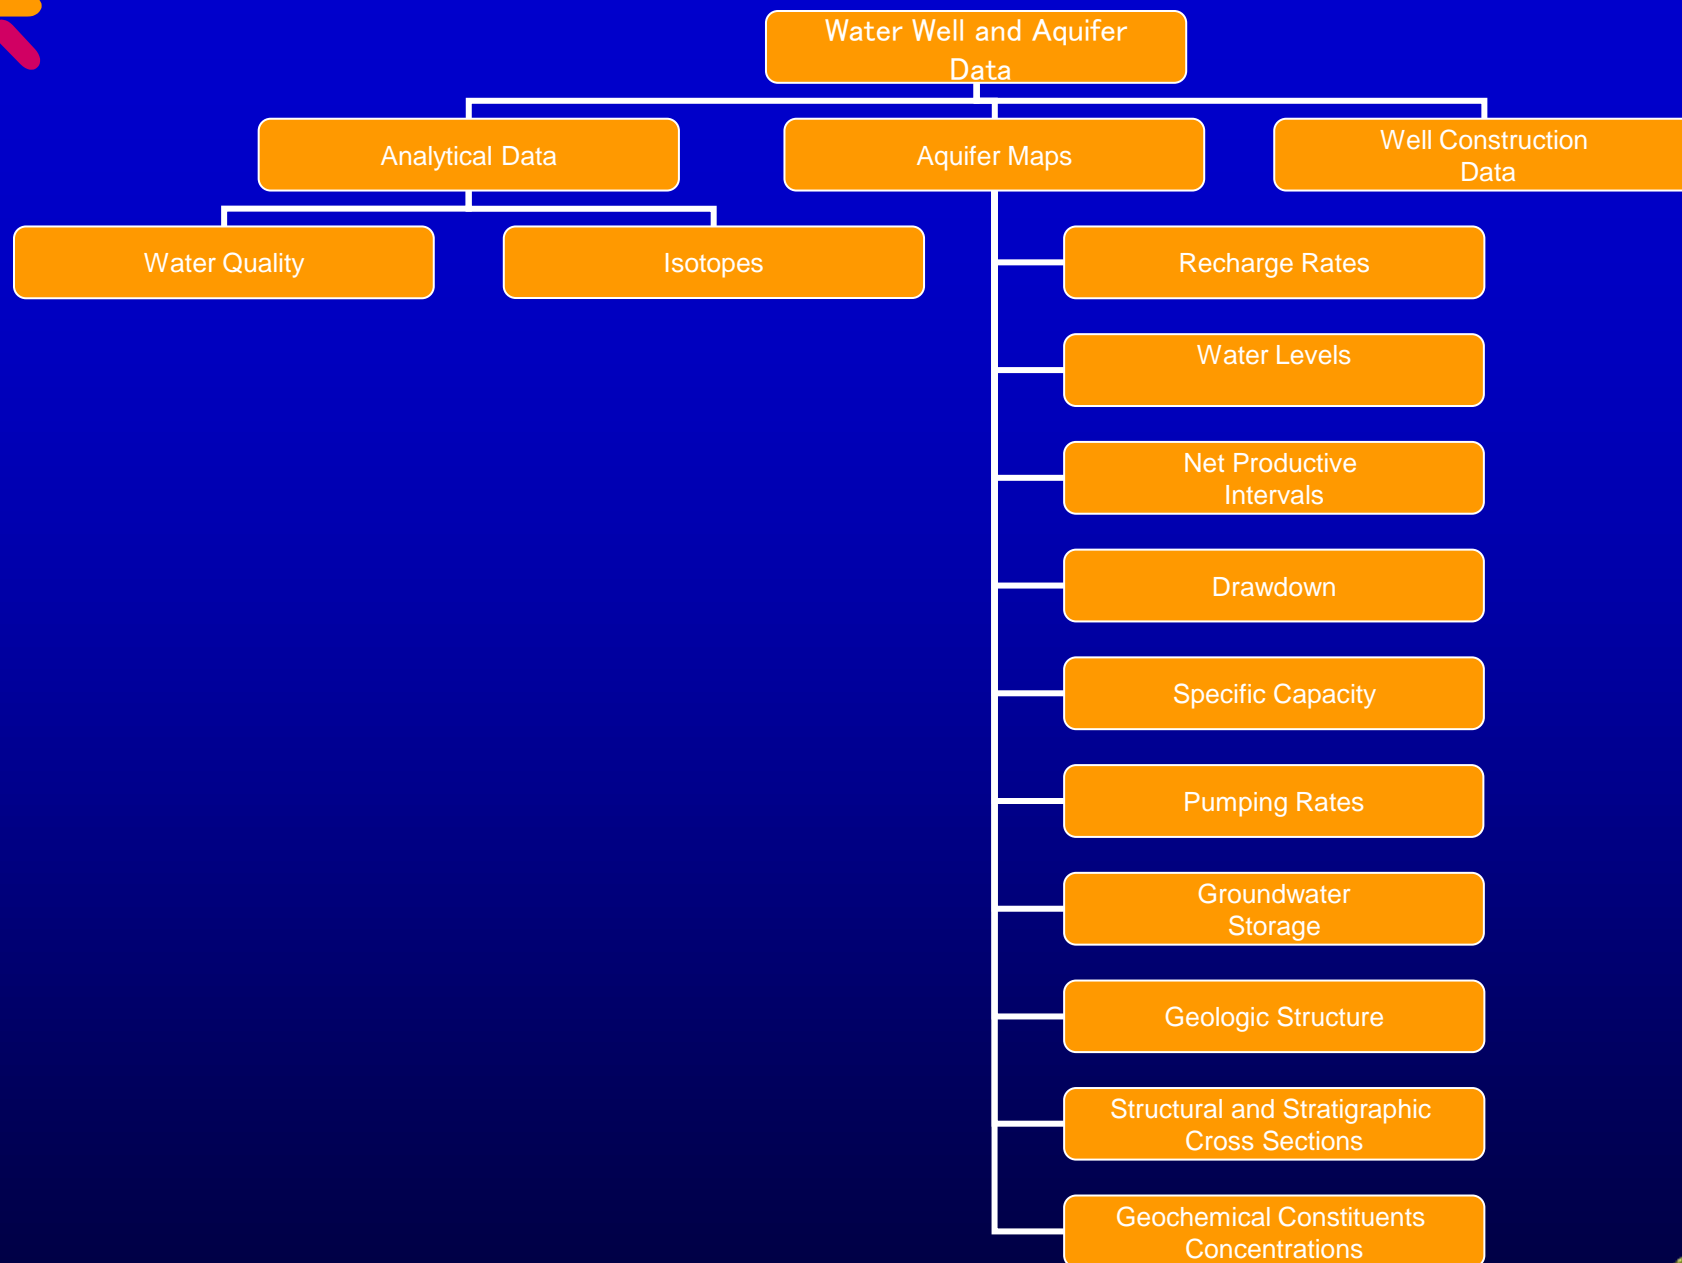 Water Well and Aquifer
Data
Analytical Data
Aquifer Maps
Well Construction
Data
Water Quality
Isotopes
Recharge Rates
Water Levels
Net Productive
Intervals
Drawdown
Specific Capacity
Pumping Rates
Groundwater
Storage
Geologic Structure
Structural and Stratigraphic
Cross Sections
Geochemical Constituents
Concentrations